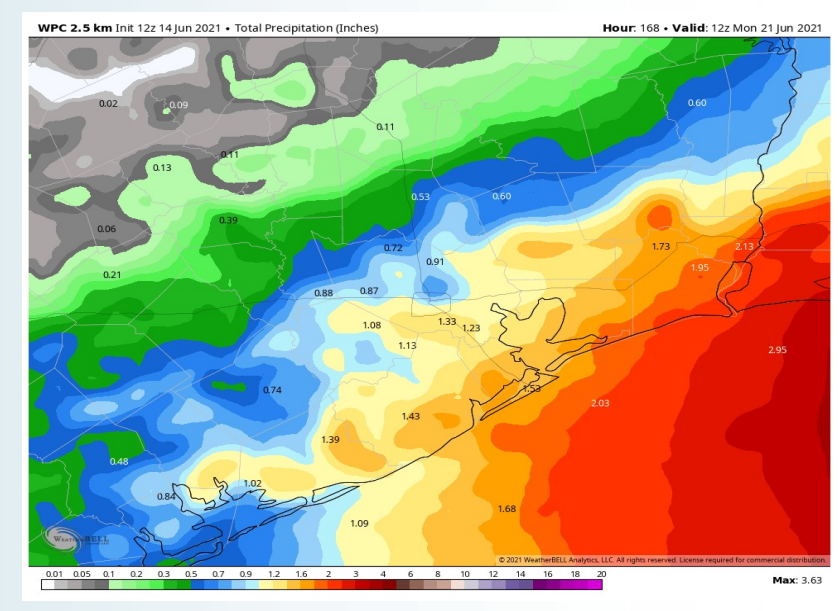 WPC 2.5 km Init 12z 14 Jun 2021 • Total Precipitation (Inches) Hour: 168 • Valid: 12z Mon 21 Jun 2021
0.02 0.09 0.60
0.11
0.13 0.11
0.53 0.60
0.06 0.39
0.72 1.73 2.13
0.21 0.91 1.95
0.88 0.87
1.08 1.33 1.23
1.13 2.95
0.74 1.53
2.03
1.43
1.39
0.48
0.84 1.02
1.09 1.68
WEATHERBELL
© 2021 WeatherBELL Analytics, LLC. All rights reserved. License required for commercial distribution.
0.01 0.05 0.1 0.2 0.3 0.5 0.7 0.9 1.2 1.6 2 3 4 6 8 10 12 14 16 18 20
Max: 3.63